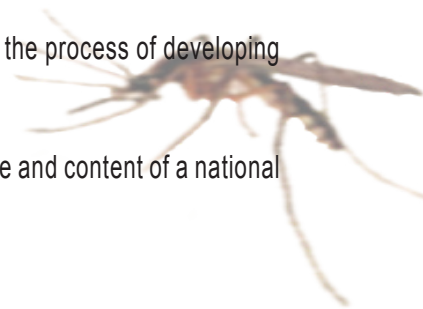 the process of developing
e and content of a national